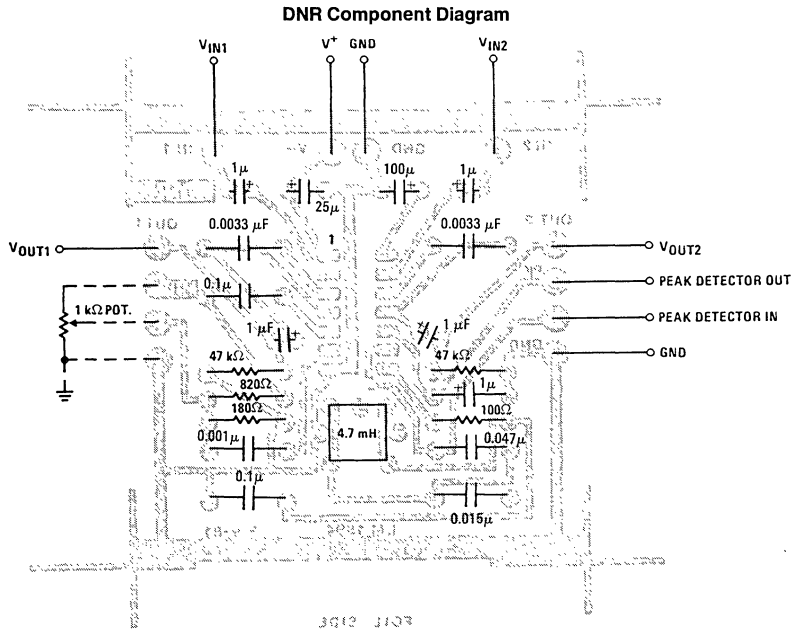 DNR Component Diagram
VIN1
V+
GND
VIN2
1μ
25μ
100μ
1μ
0.0033 μF
1
0.0033 μF
VOUT1
VOUT2
0.1μ
PEAK DETECTOR OUT
1 kΩ POT.
PEAK DETECTOR IN
1 μF
1 μF
GND
47 kΩ
47 kΩ
820Ω
1μ
180Ω
100Ω
4.7 mH
0.001μ
0.047μ
0.1μ
0.015μ
FOIL SIDE